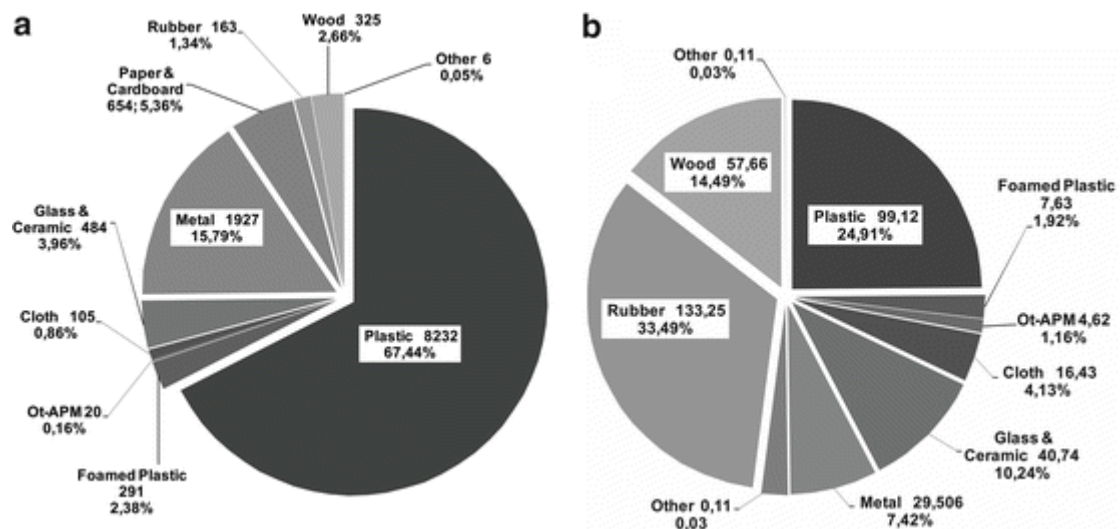 a
Rubber 163
1,34%
Wood 325
2,66%
Other 6
0,05%
Paper &
Cardboard
654; 5,36%
Metal 1927
15,79%
Glass &
Ceramic 484
3,96%
Cloth 105
0,86%
Ot-APM 20
0,16%
Foamed Plastic
291
2,38%
Plastic 8232
67,44%
b
Other 0,11
0,03%
Wood 57,66
14,49%
Plastic 99,12
24,91%
Foamed Plastic
7,63
1,92%
Ot-APM 4,62
1,16%
Cloth 16,43
4,13%
Glass &
Ceramic 40,74
10,24%
Metal 29,506
7,42%
Other 0,11
0,03
Rubber 133,25
33,49%